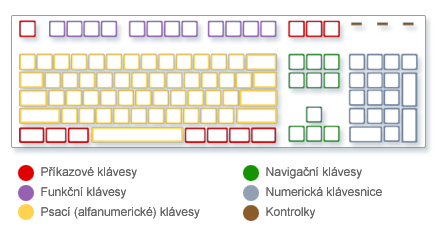 Příkazové klávesy
Funkční klávesy
Psací (alfanumerické) klávesy
Navigační klávesy
Numerická klávesnice
Kontrolky